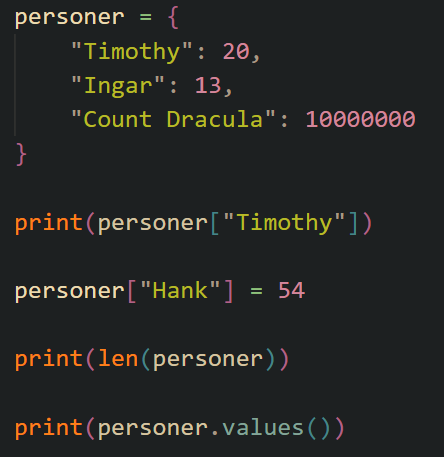 personer = {
    "Timothy": 20,
    "Ingar": 13,
    "Count Dracula": 10000000
}
print(personer["Timothy"])
personer["Hank"] = 54
print(len(personer))
print(personer.values())